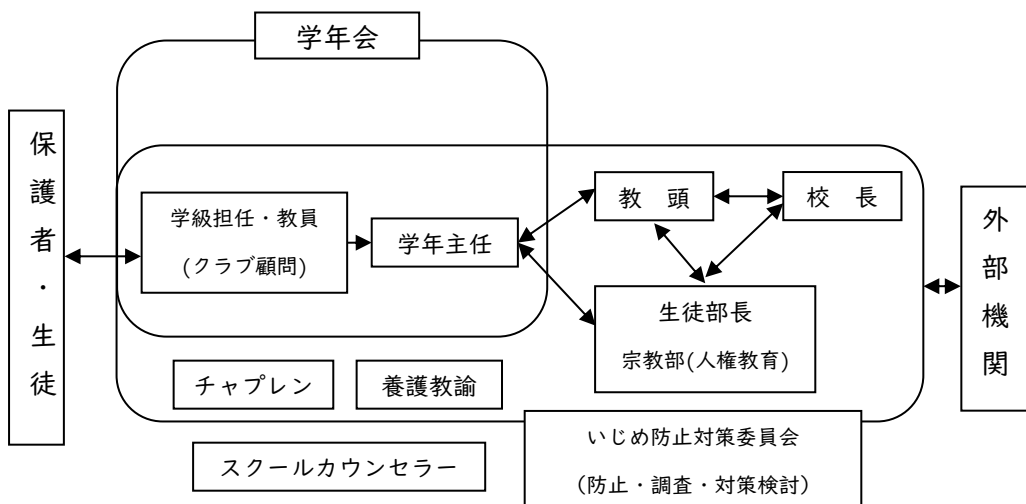 学年会
保護者・生徒
学級担任・教員
(クラブ顧問)
学年主任
教　頭
校　長
生徒部長
宗教部(人権教育)
外部機関
チャプレン
養護教諭
スクールカウンセラー
いじめ防止対策委員会
(防止・調査・対策検討)